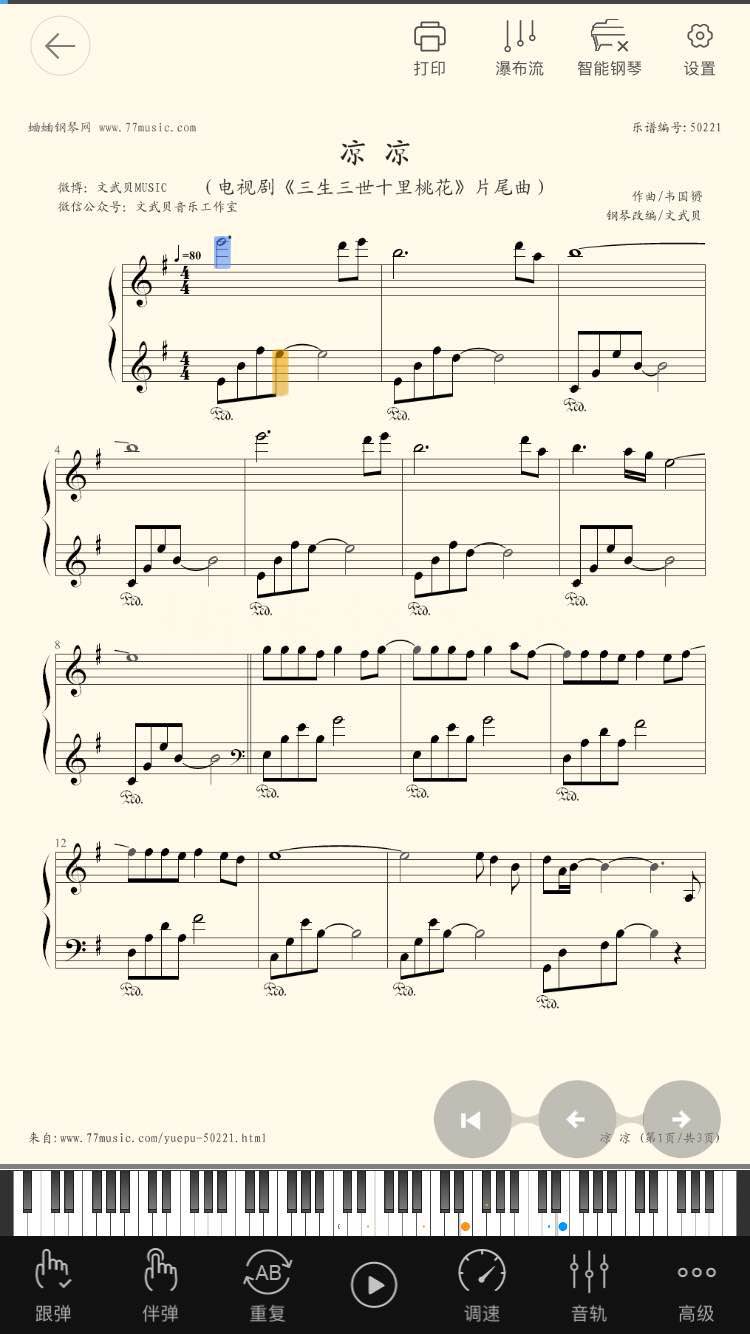 打印 瀑布流 智能钢琴 设置
蛐蛐钢琴网 www.77music.com
乐谱编号:50221
凉 凉
微博: 文武贝MUSIC
(电视剧《三生三世十里桃花》片尾曲)
微信公众号: 文武贝音乐工作室
作曲/韦国赟
钢琴改编/文武贝
=80
4
8
12
来自:www.77music.com/yuepu-50221.html
凉 凉 (第1页/共3页)
跟弹 伴弹 AB 重复 调速 音轨 高级